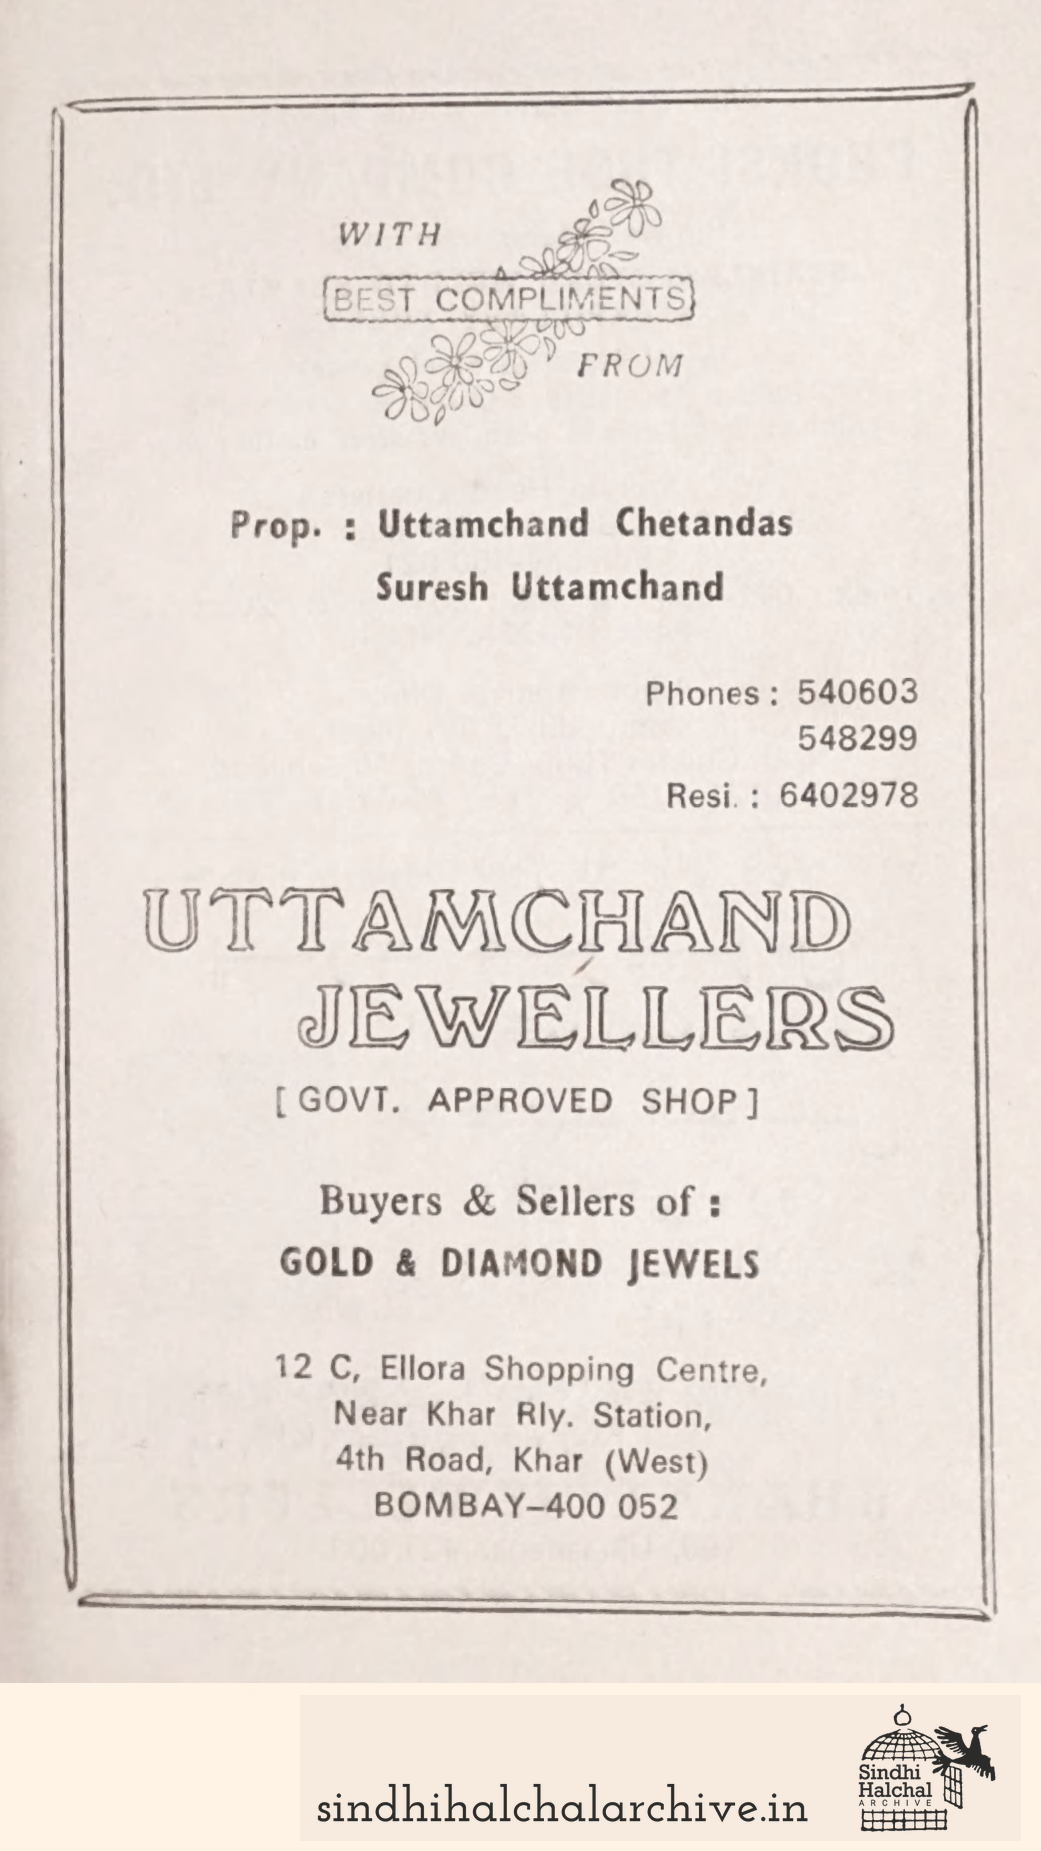 WITH
BEST COMPLIMENTS
FROM
Prop. : Uttamchand Chetandas
Suresh Uttamchand
Phones : 540603
548299
Resi. : 6402978
UTTAMCHAND
JEWELLERS
[ GOVT. APPROVED SHOP ]
Buyers & Sellers of :
GOLD & DIAMOND JEWELS
12 C, Ellora Shopping Centre,
Near Khar Rly. Station,
4th Road, Khar (West)
BOMBAY–400 052
Sindhi
Halchal
ARCHIVE
sindhihalchalarchive.in